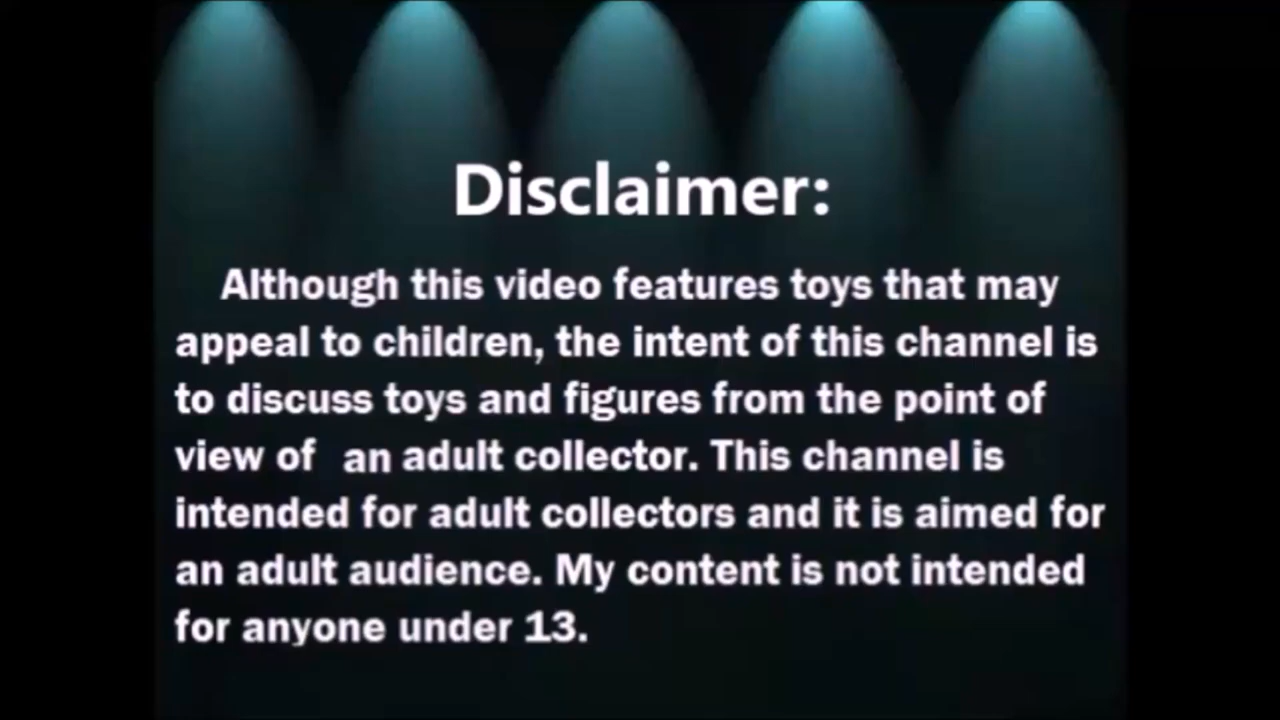 Disclaimer:
Although this video features toys that may
appeal to children, the intent of this channel is
to discuss toys and figures from the point of
view of an adult collector. This channel is
intended for adult collectors and it is aimed for
an adult audience. My content is not intended
for anyone under 13.